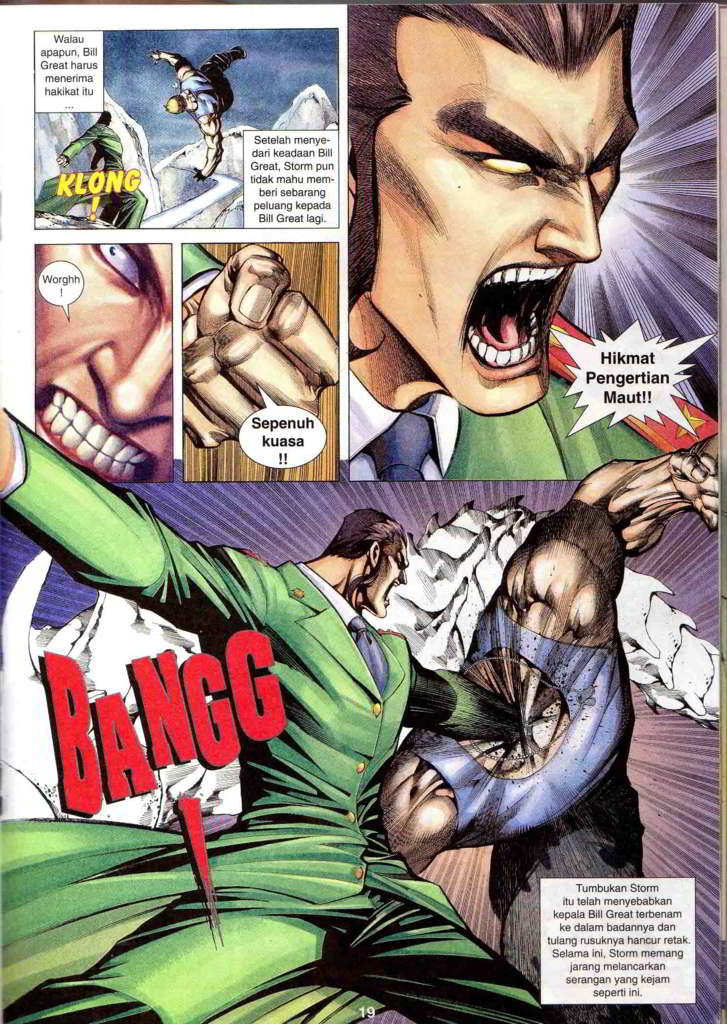 Walau
apapun, Bill
Great harus
menerima
hakikat itu
...
KLONG
!
Setelah menye-
dari keadaan Bill
Great, Storm pun
tidak mahu mem-
beri sebarang
peluang kepada
Bill Great lagi.
Worghh
!
Sepenuh
kuasa
!!
Hikmat
Pengertian
Maut!!
BANGG
!
Tumbukan Storm
itu telah menyebabkan
kepala Bill Great terbenam
ke dalam badannya dan
tulang rusuknya hancur retak.
Selama ini, Storm memang
jarang melancarkan
serangan yang kejam
seperti ini.
19